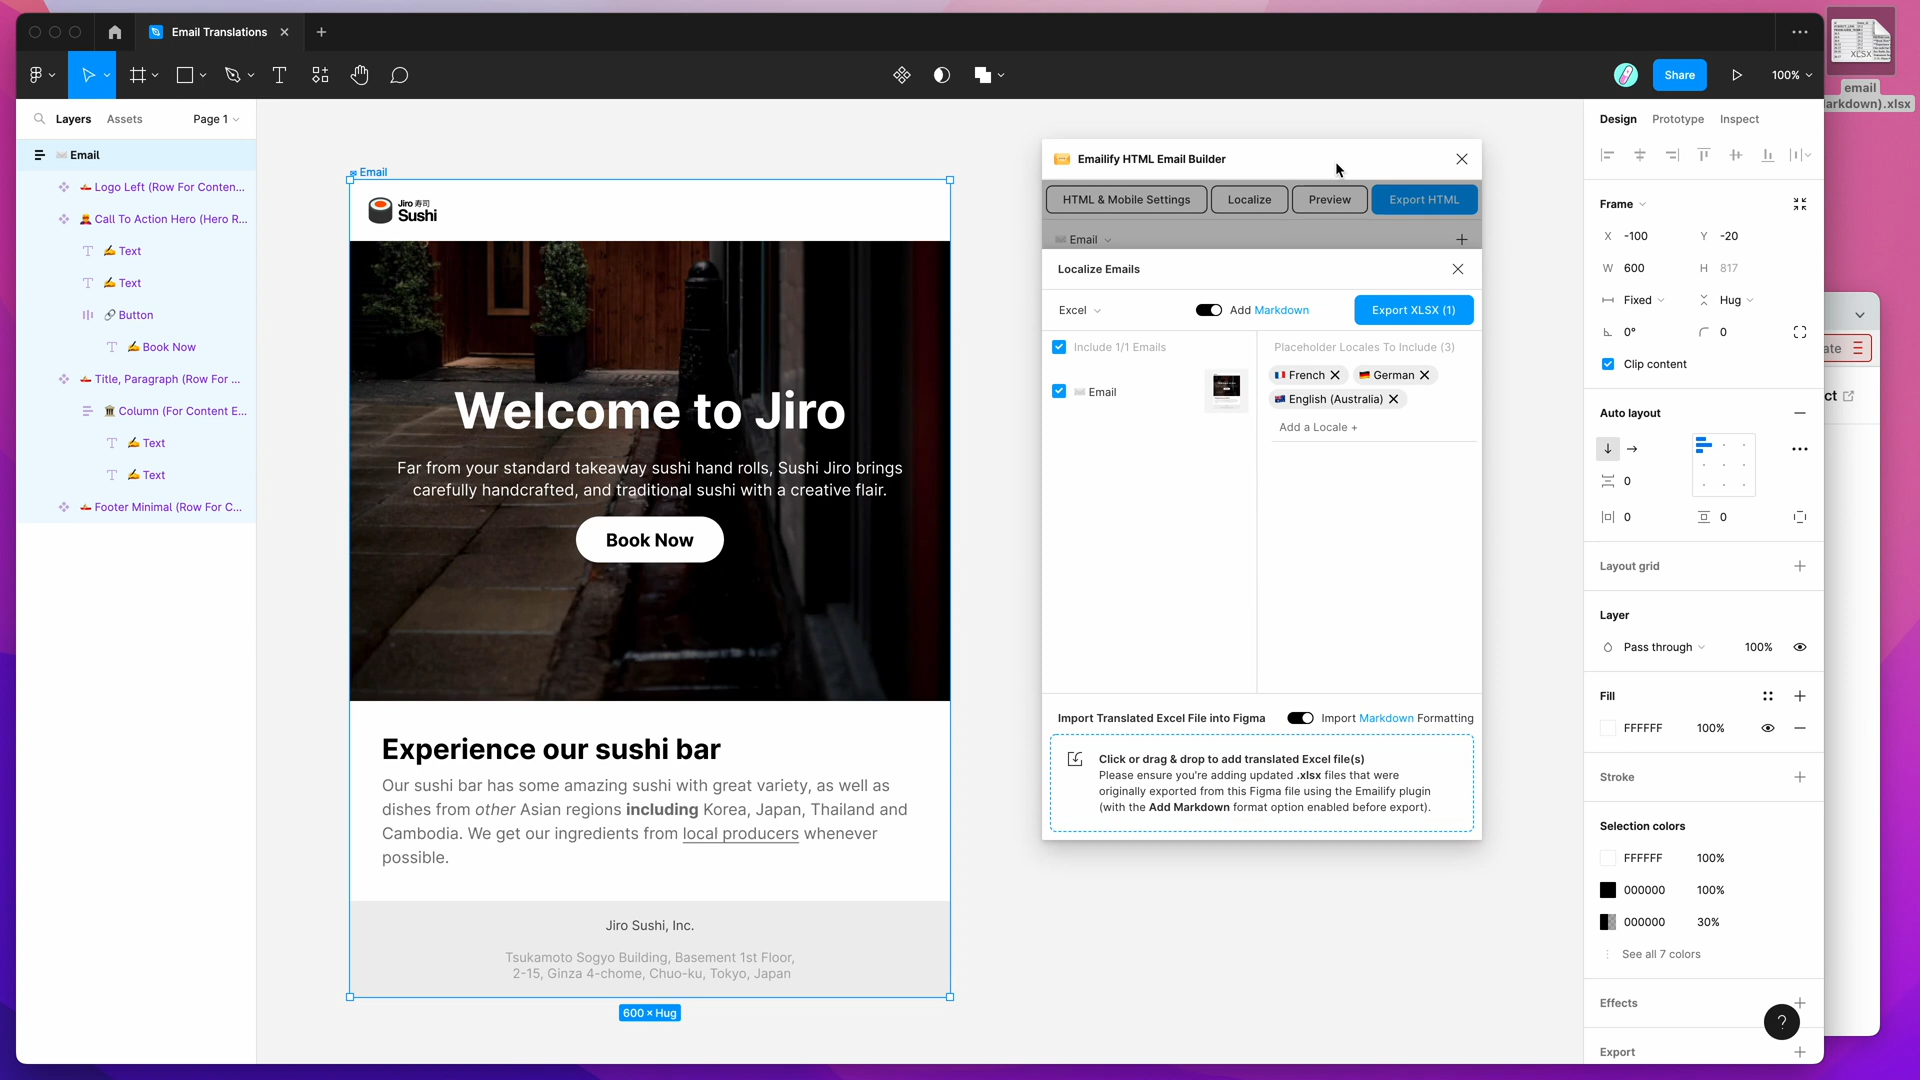 Email Translations
Share
100%
XLSX
email
arkdown).xlsx
Layers
Assets
Page 1
Email
Logo Left (Row For Conten...
Call To Action Hero (Hero R...
Text
Text
Button
Book Now
Title, Paragraph (Row For ...
Column (For Content E...
Text
Text
Footer Minimal (Row For C...
Email
Jiro 寿司
Sushi
Welcome to Jiro
Far from your standard takeaway sushi hand rolls, Sushi Jiro brings
carefully handcrafted, and traditional sushi with a creative flair.
Book Now
Experience our sushi bar
Our sushi bar has some amazing sushi with great variety, as well as
dishes from other Asian regions including Korea, Japan, Thailand and
Cambodia. We get our ingredients from local producers whenever
possible.
Jiro Sushi, Inc.
Tsukamoto Sogyo Building, Basement 1st Floor,
2-15, Ginza 4-chome, Chuo-ku, Tokyo, Japan
600 × Hug
Emailify HTML Email Builder
HTML & Mobile Settings
Localize
Preview
Export HTML
Email
Localize Emails
Excel
Add Markdown
Export XLSX (1)
Include 1/1 Emails
Placeholder Locales To Include (3)
Email
French
German
English (Australia)
Add a Locale +
Import Translated Excel File into Figma
Import Markdown Formatting
Click or drag & drop to add translated Excel file(s)
Please ensure you're adding updated .xlsx files that were
originally exported from this Figma file using the Emailify plugin
(with the Add Markdown format option enabled before export).
Design
Prototype
Inspect
Frame
X -100
Y -20
W 600
H 817
Fixed
Hug
0°
0
Clip content
Auto layout
0
0
0
Layout grid
Layer
Pass through
100%
Fill
FFFFFF
100%
Stroke
Selection colors
FFFFFF 100%
000000 100%
000000 30%
See all 7 colors
Effects
?
Export
ate
ct